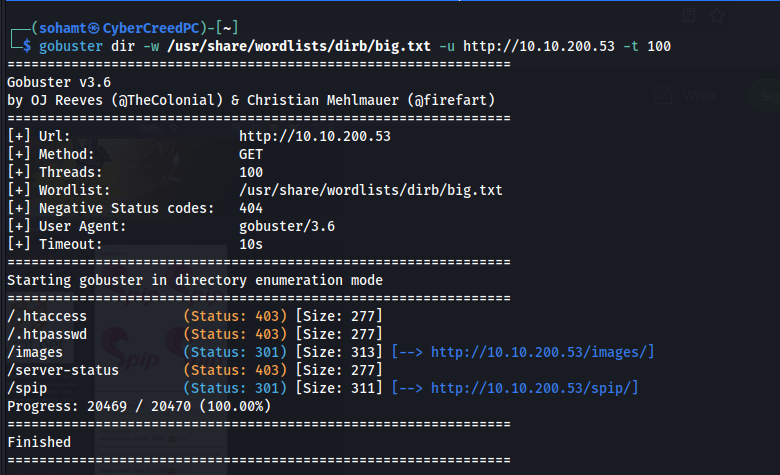 ┌──(sohamt㉿CyberCreedPC)-[~]
└─$ gobuster dir -w /usr/share/wordlists/dirb/big.txt -u http://10.10.200.53 -t 100
===============================================================
Gobuster v3.6
by OJ Reeves (@TheColonial) & Christian Mehlmauer (@firefart)
===============================================================
[+] Url:                     http://10.10.200.53
[+] Method:                  GET
[+] Threads:                 100
[+] Wordlist:                /usr/share/wordlists/dirb/big.txt
[+] Negative Status codes:   404
[+] User Agent:              gobuster/3.6
[+] Timeout:                 10s
===============================================================
Starting gobuster in directory enumeration mode
===============================================================
/.htaccess            (Status: 403) [Size: 277]
/.htpasswd            (Status: 403) [Size: 277]
/images               (Status: 301) [Size: 313] [--> http://10.10.200.53/images/]
/server-status        (Status: 403) [Size: 277]
/spip                 (Status: 301) [Size: 311] [--> http://10.10.200.53/spip/]
Progress: 20469 / 20470 (100.00%)
===============================================================
Finished
===============================================================
Write
Spip
Spip